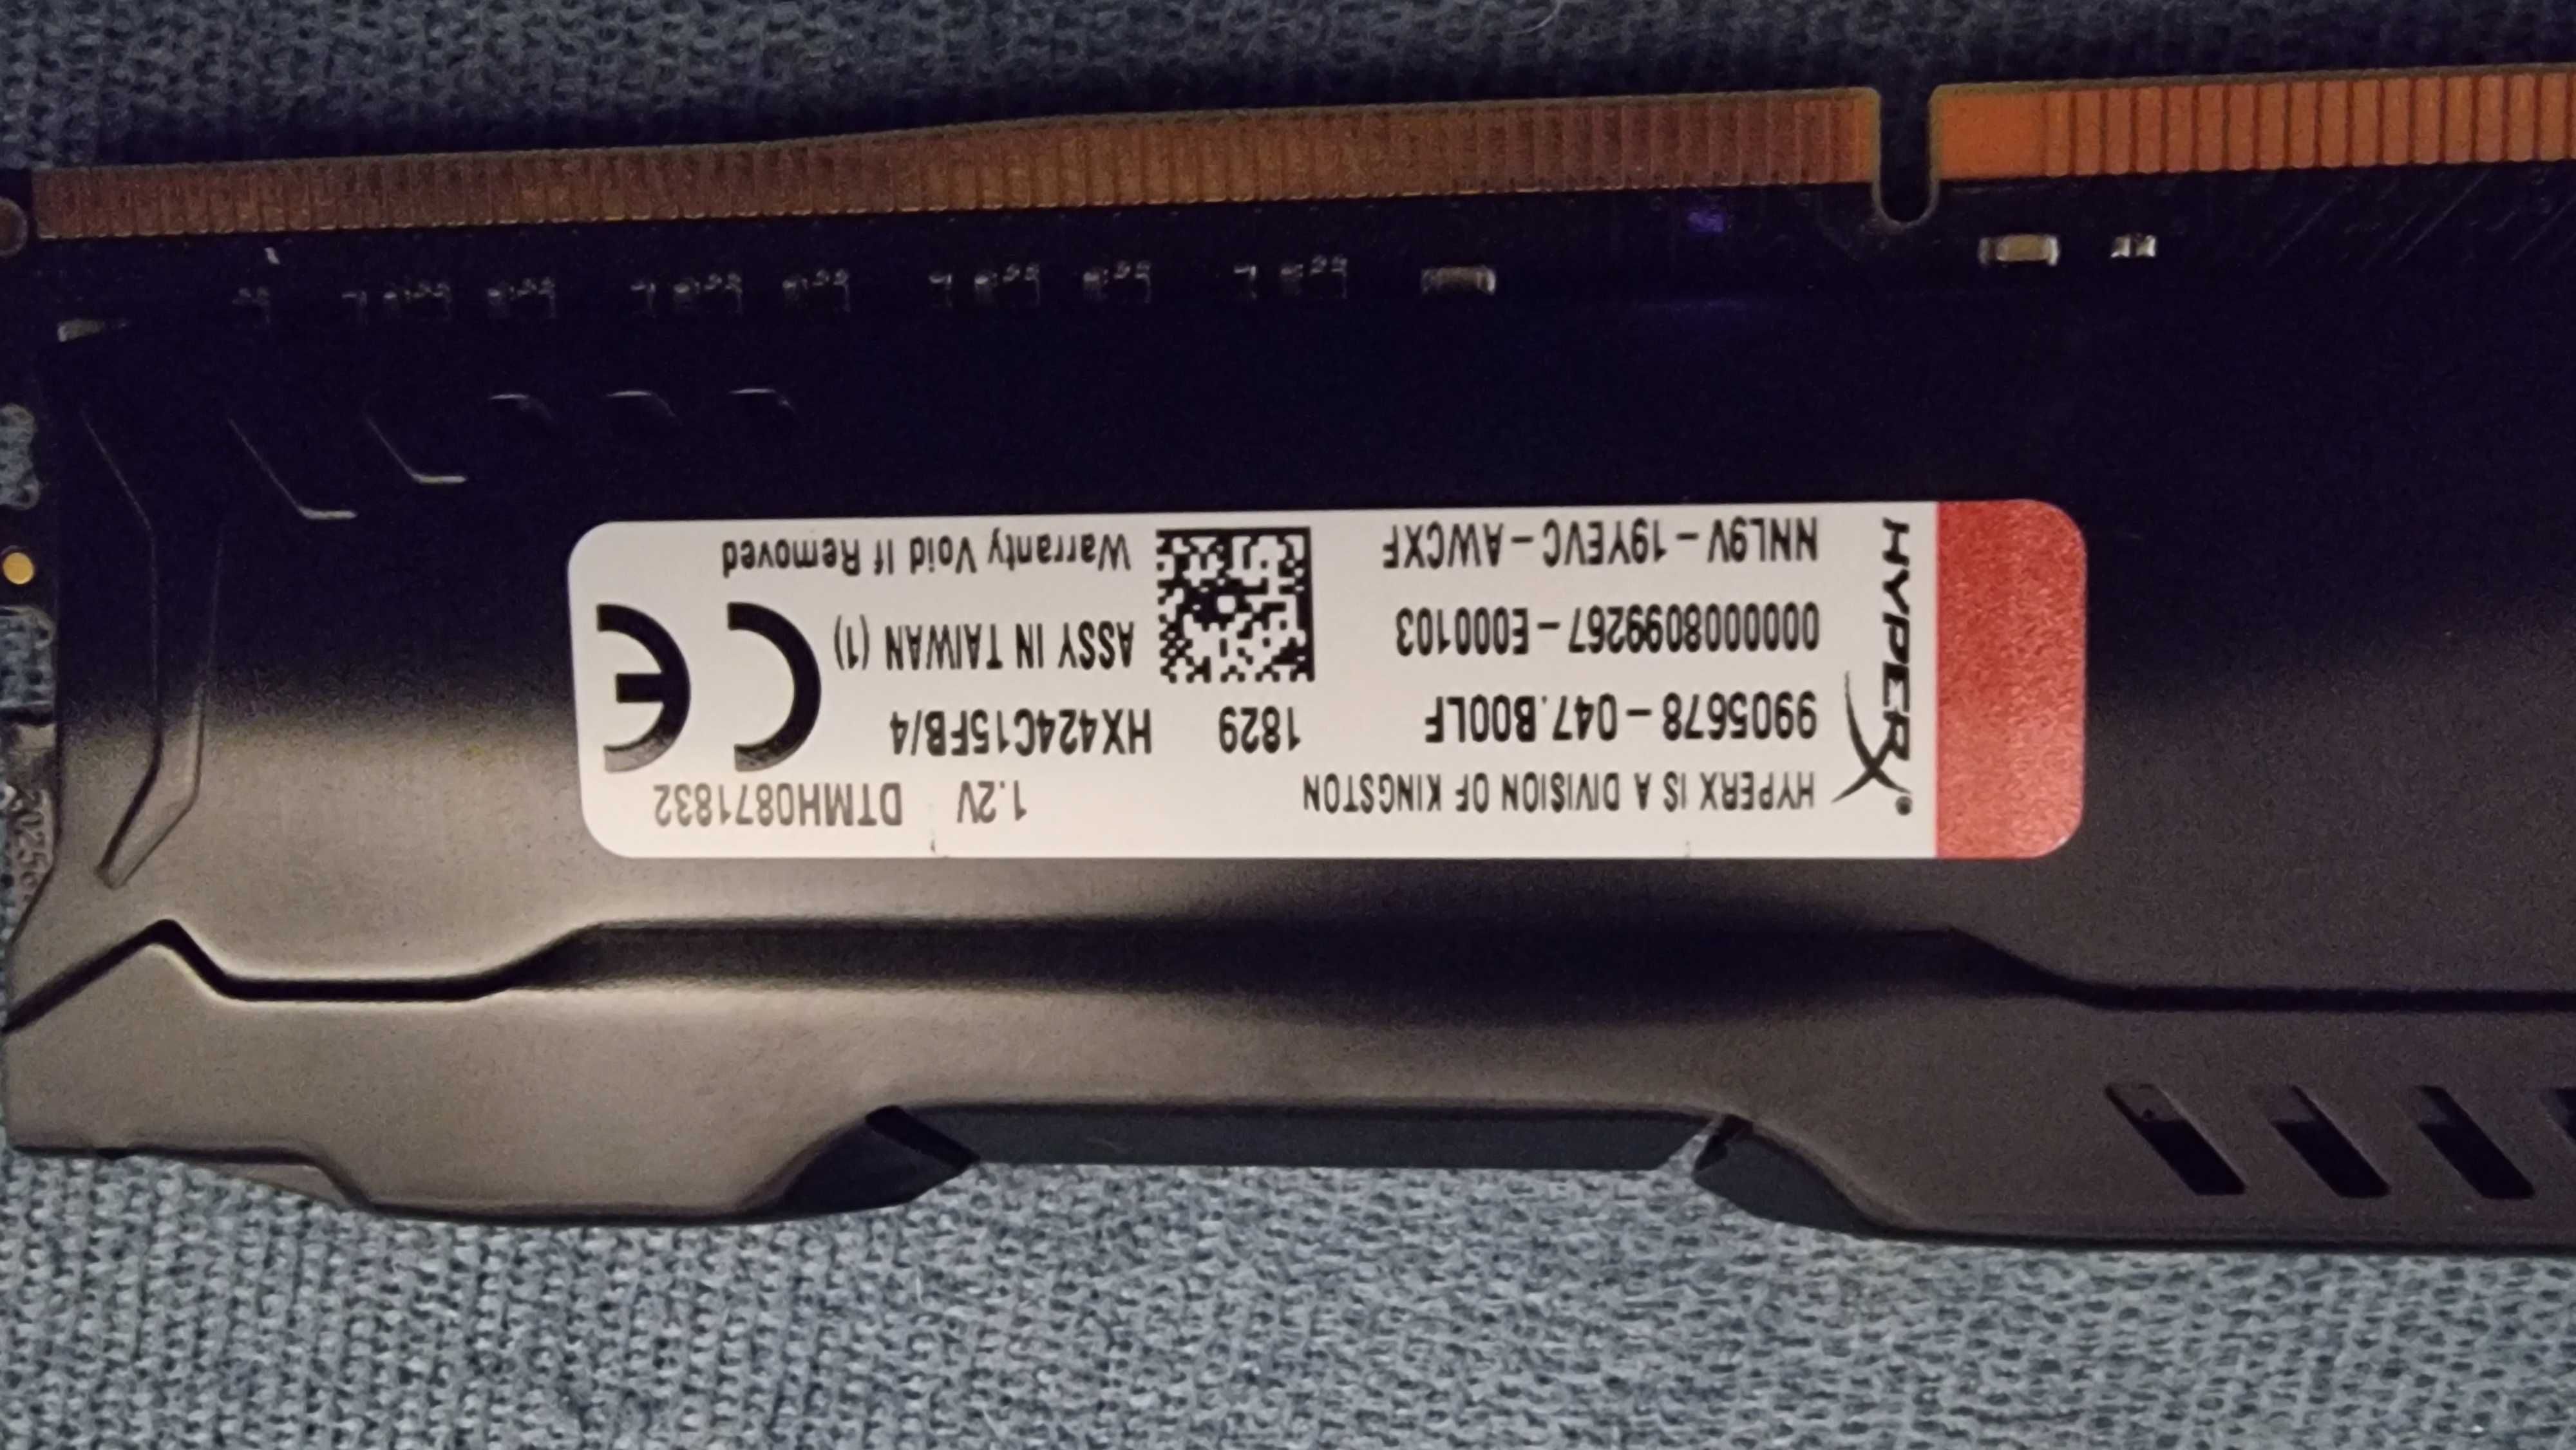 HYPERX
HYPERX IS A DIVISION OF KINGSTON
1.2V DTMH0871832
9905678-047.B00LF
1829
HX424C15FB/4
0000008099267-E000103
ASSY IN TAIWAN (1)
NNL9V-19YEVC-AWCXF
Warranty Void If Removed
CE